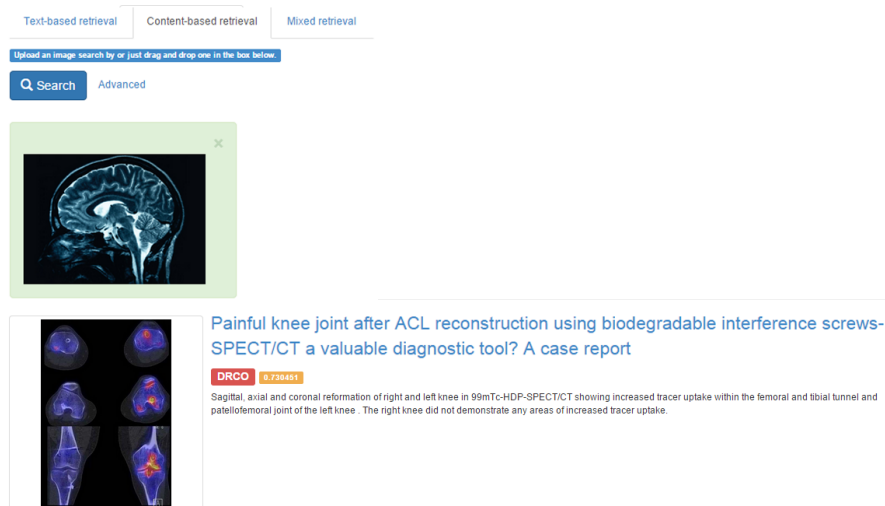 Text-based retrieval
Content-based retrieval
Mixed retrieval
Upload an image search by or just drag and drop one in the box below.
Search
Advanced
×
Painful knee joint after ACL reconstruction using biodegradable interference screws-
SPECT/CT a valuable diagnostic tool? A case report
DRCO
0.730451
Sagittal, axial and coronal reformation of right and left knee in 99mTc-HDP-SPECT/CT showing increased tracer uptake within the femoral and tibial tunnel and
patellofemoral joint of the left knee . The right knee did not demonstrate any areas of increased tracer uptake.